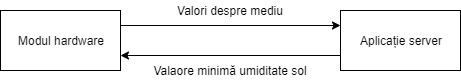 Valori despre mediu
Modul hardware
Aplicație server
Valaore minimă umiditate sol